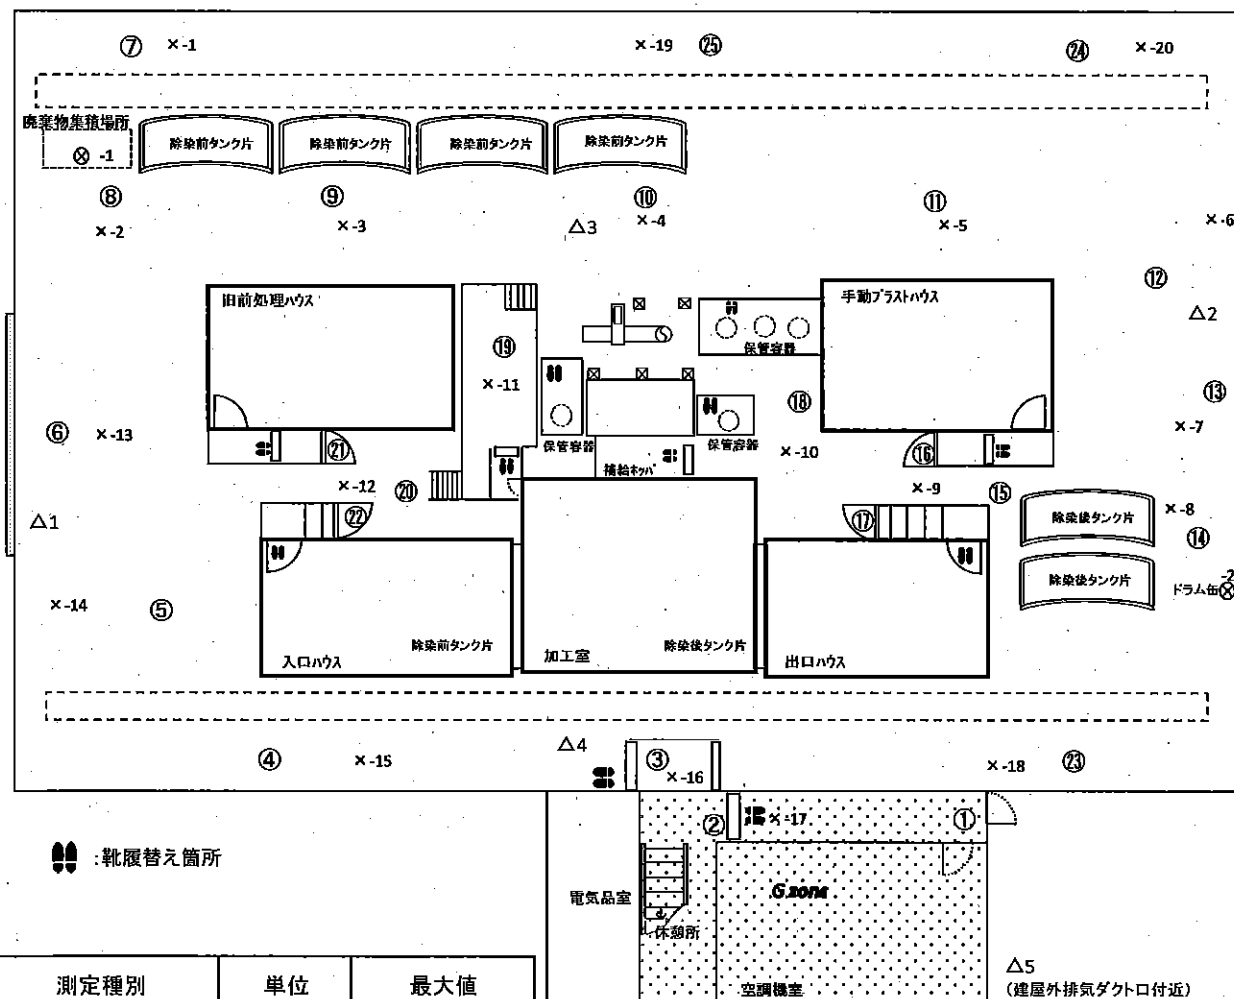 ⑦ ×-1 ×-19 ㉕ ㉔ ×-20
廃棄物集積場所
除染前タンク片 除染前タンク片 除染前タンク片 除染前タンク片
⊗ -1
⑧ ⑨ ⑩ ⑪
×-2 ×-3 △3 ×-4 ×-5 ×-6
⑫
旧前処理ハウス 手動ブラストハウス
△2
⑲ 保管容器
×-11 ⑱ ⑬
⑥ ×-13 ×-7
㉑ 保管容器 保管容器 ×-10 ⑯
補給ホッパ
×-12 ⑳ ×-9 ⑮
△1 ㉒ ⑰ 除染後タンク片 ×-8
⑭
除染後タンク片 -2
ドラム缶⊗
×-14 ⑤
除染前タンク片 除染後タンク片
入口ハウス 加工室 出口ハウス
④ ×-15 △4 ③ ×-16 ×-18 ㉓
② ×-17 ①
:靴履替え箇所
電気品室 G zone
休憩所
測定種別 単位 最大値
空調機室
△5
(建屋外排気ダクト口付近)